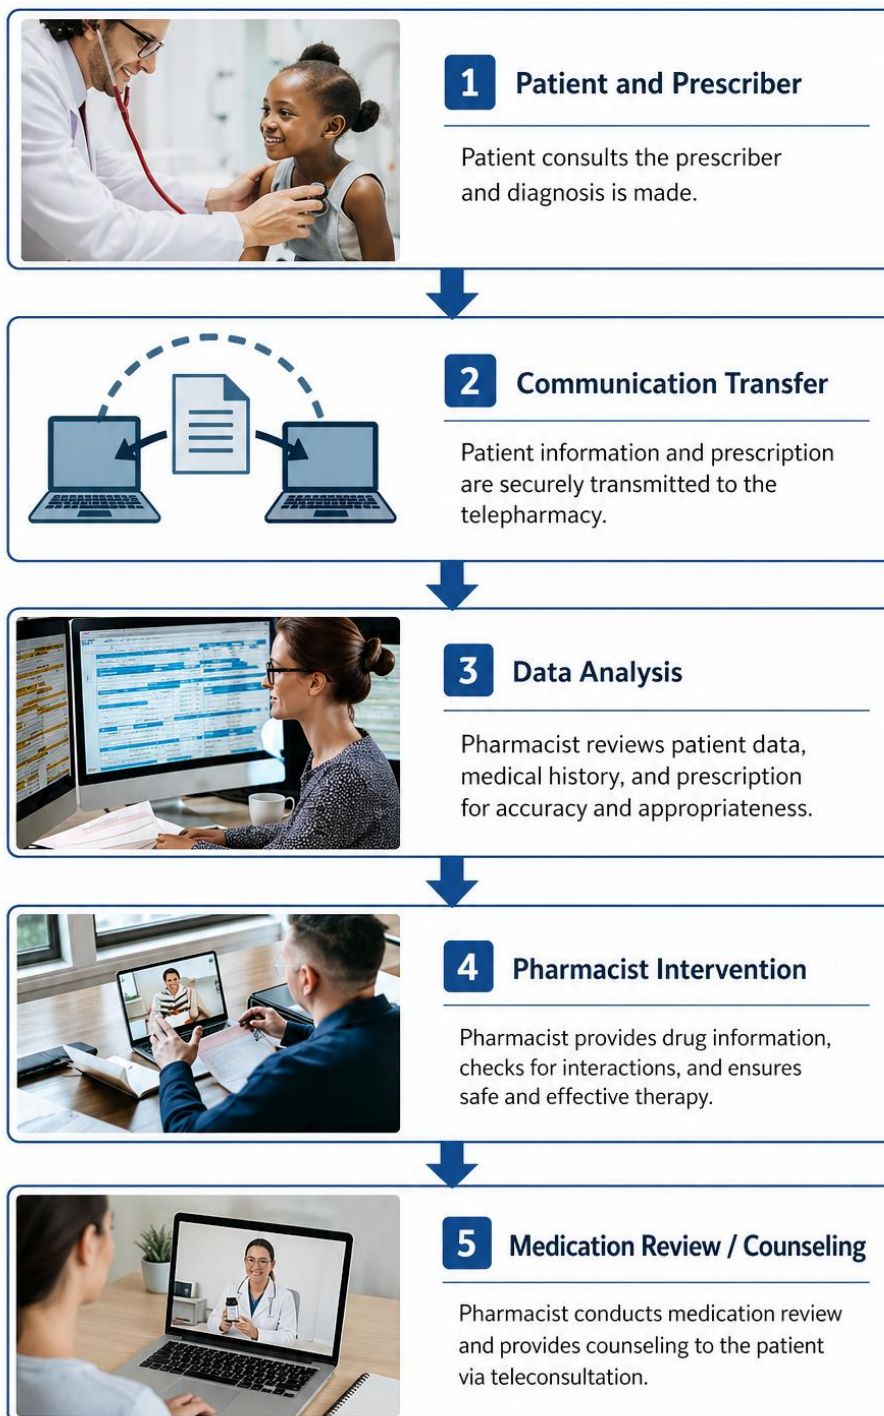 1 Patient and Prescriber
Patient consults the prescriber
and diagnosis is made.
2 Communication Transfer
Patient information and prescription
are securely transmitted to the
telepharmacy.
3 Data Analysis
Pharmacist reviews patient data,
medical history, and prescription
for accuracy and appropriateness.
4 Pharmacist Intervention
Pharmacist provides drug information,
checks for interactions, and ensures
safe and effective therapy.
5 Medication Review / Counseling
Pharmacist conducts medication review
and provides counseling to the patient
via teleconsultation.